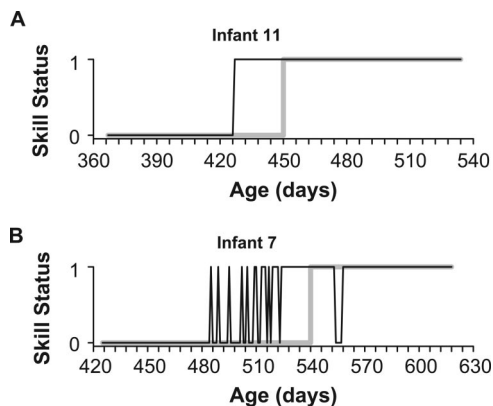 A
Infant 11
Skill Status
1
0
360 390 420 450 480 510 540
Age (days)
B
Infant 7
Skill Status
1
0
420 450 480 510 540 570 600 630
Age (days)